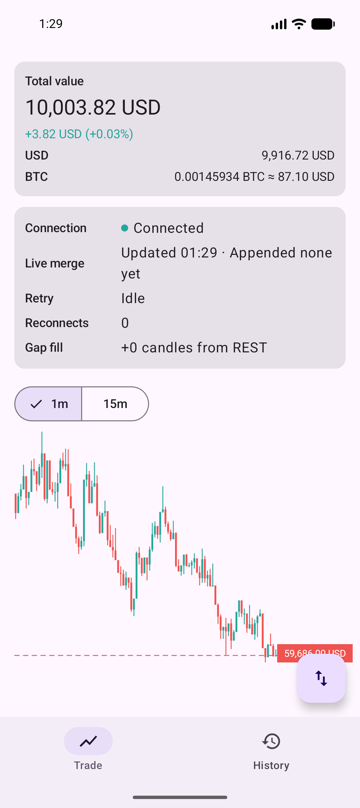 1:29
Total value
10,003.82 USD
+3.82 USD (+0.03%)
USD 9,916.72 USD
BTC 0.00145934 BTC ≈ 87.10 USD
Connection Connected
Live merge Updated 01:29 · Appended none yet
Retry Idle
Reconnects 0
Gap fill +0 candles from REST
1m 15m
59,686.00 USD
Trade History